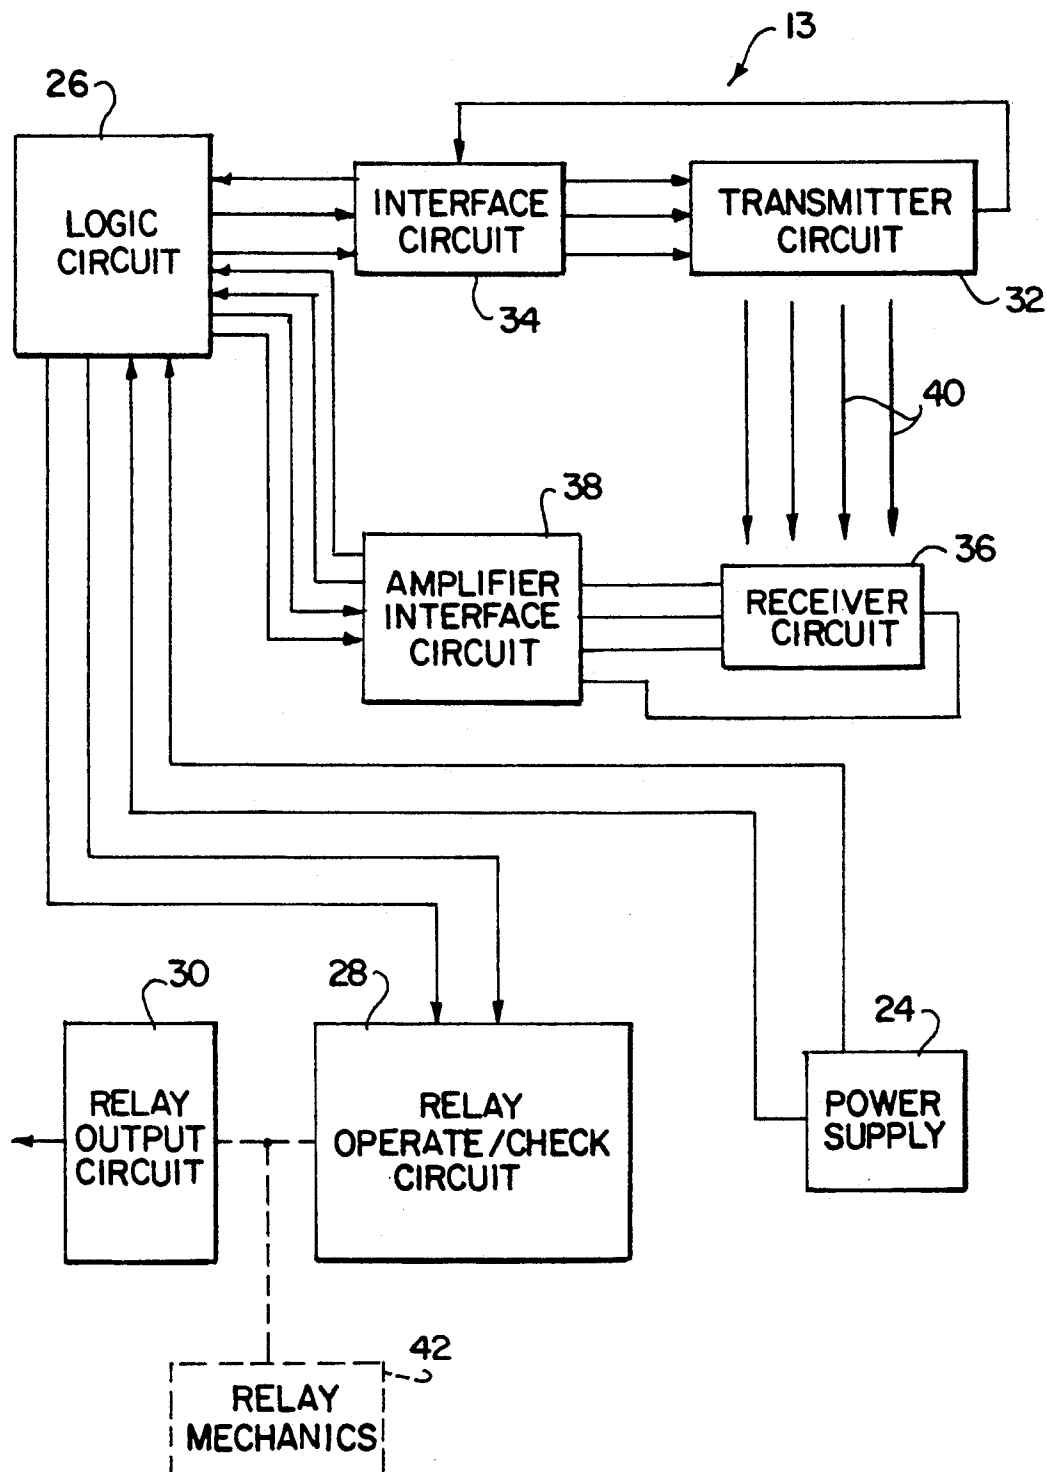 13
26
LOGIC
CIRCUIT
INTERFACE
CIRCUIT
34
TRANSMITTER
CIRCUIT
32
40
38
AMPLIFIER
INTERFACE
CIRCUIT
36
RECEIVER
CIRCUIT
30
RELAY
OUTPUT
CIRCUIT
28
RELAY
OPERATE/CHECK
CIRCUIT
24
POWER
SUPPLY
42
RELAY
MECHANICS